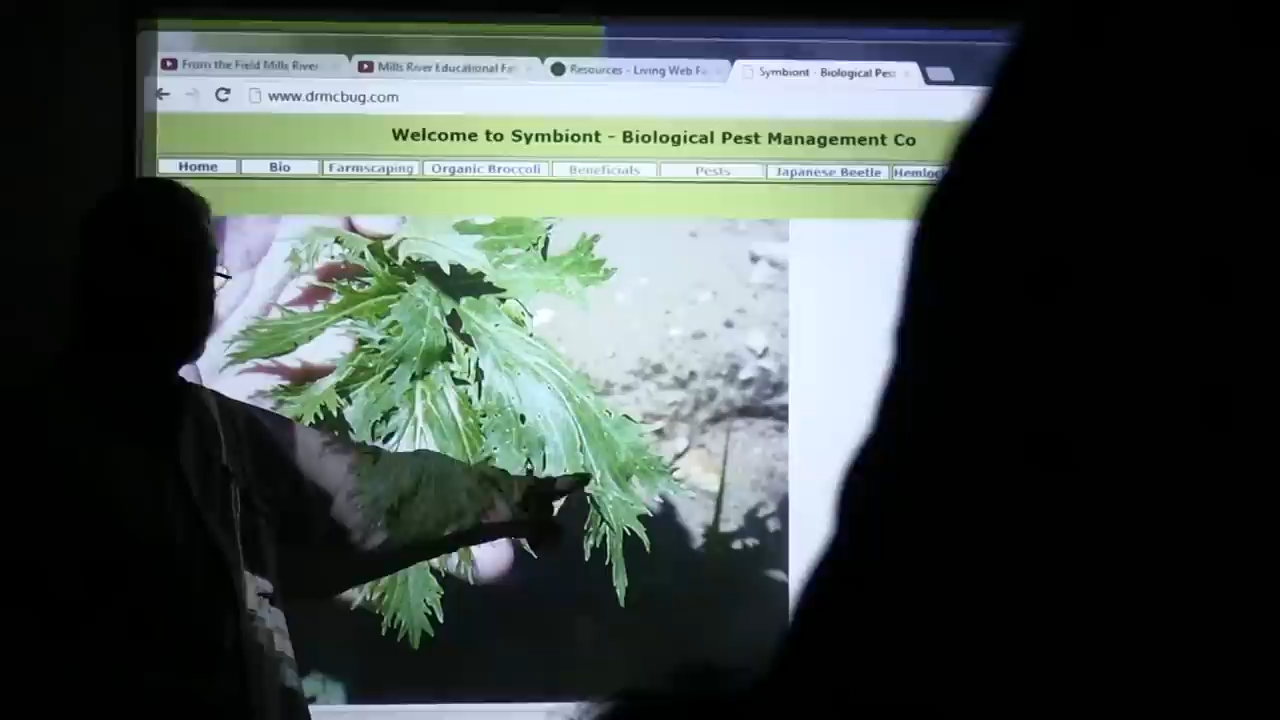 From the Field Mills River
Mills River Educational Fa
Resources - Living Web Fa
Symbiont - Biological Pes
www.drmcbug.com
Welcome to Symbiont - Biological Pest Management Co
Home
Bio
Farmscaping
Organic Broccoli
Beneficials
Pests
Japanese Beetle
Hemloc